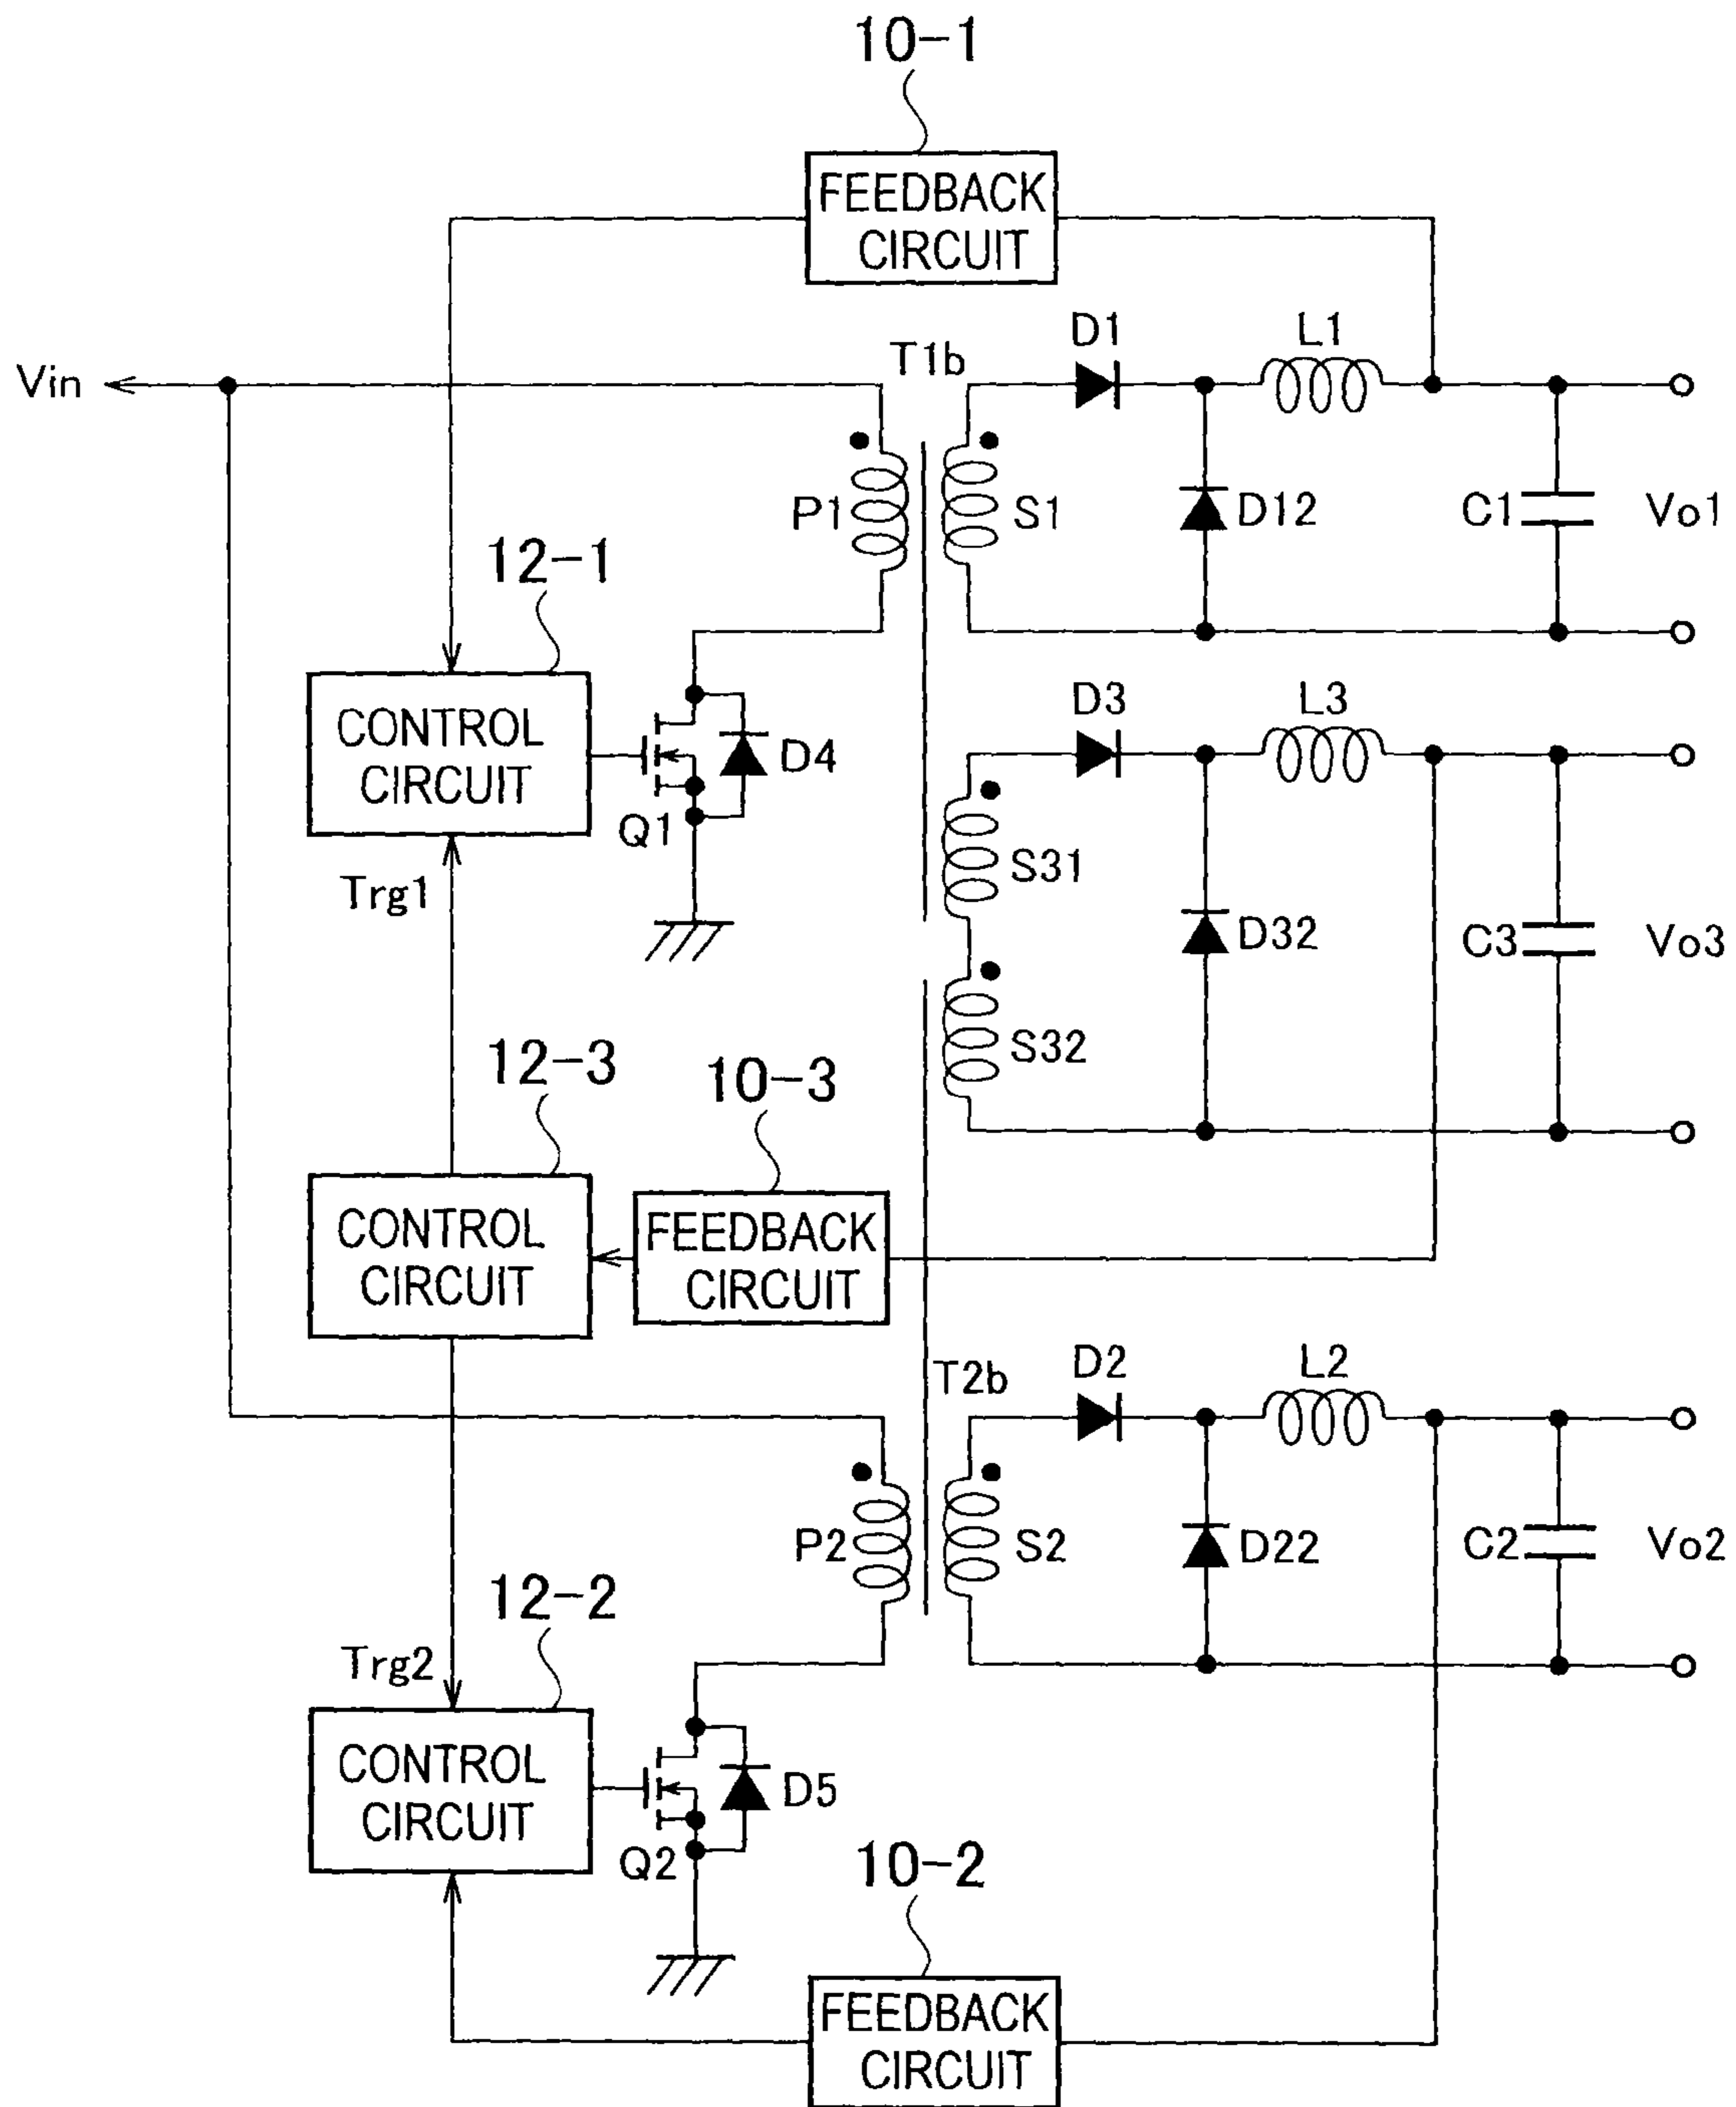 10-1
FEEDBACK
CIRCUIT
Vin
T1b
D1
L1
P1
S1
D12
C1
Vo1
12-1
CONTROL
CIRCUIT
D4
Q1
D3
L3
Trg1
S31
D32
C3
Vo3
S32
12-3
10-3
CONTROL
CIRCUIT
FEEDBACK
CIRCUIT
T2b
D2
L2
P2
S2
D22
C2
Vo2
12-2
Trg2
CONTROL
CIRCUIT
D5
Q2
10-2
FEEDBACK
CIRCUIT